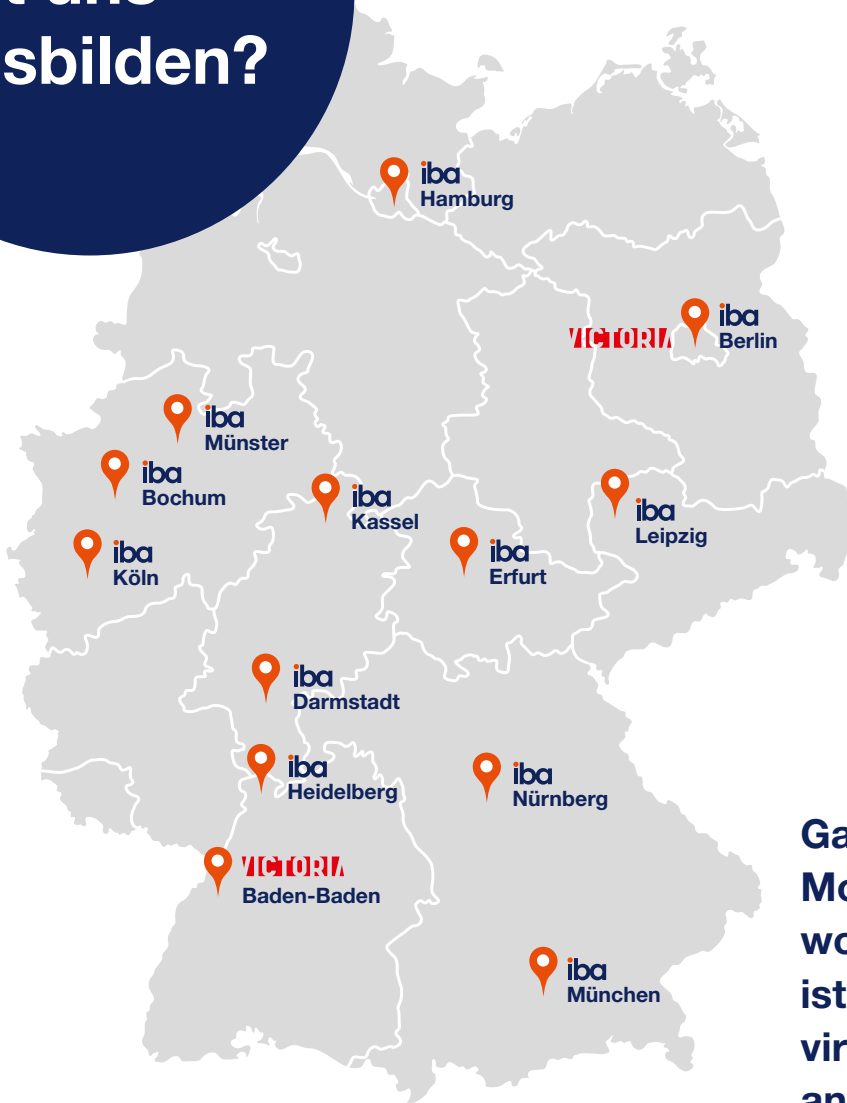 sbilden?
iba
Hamburg
VICTORIA
iba
Berlin
iba
Münster
iba
Bochum
iba
Kassel
iba
Leipzig
iba
Köln
iba
Erfurt
iba
Darmstadt
iba
Heidelberg
iba
Nürnberg
VICTORIA
Baden-Baden
iba
München
Ga
Mo
wo
ist
vir